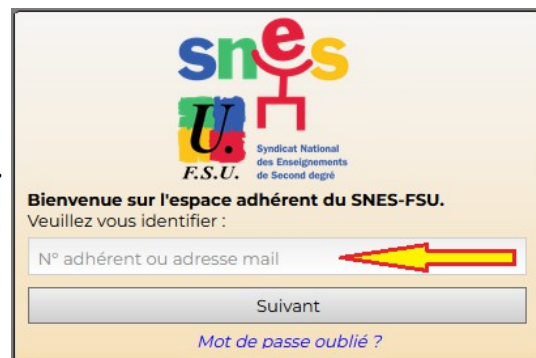 snes
U.
F.S.U.
Syndicat National
des Enseignements
de Second degré
Bienvenue sur l'espace adhérent du SNES-FSU.
Veuillez vous identifier :
N° adhérent ou adresse mail
Suivant
Mot de passe oublié ?